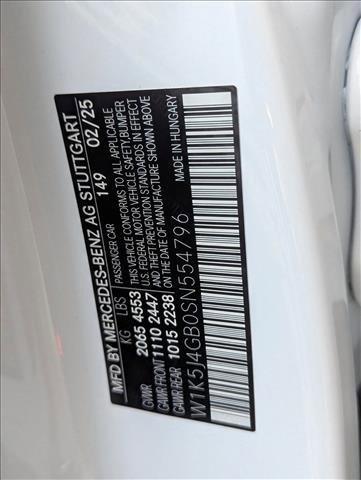 MFD BY MERCEDES-BENZ AG STUTTGART
149 02/25
PASSENGER CAR
KG LBS
GVWR 2065 4553
GAWR FRONT 1110 2447
GAWR REAR 1015 2238
THIS VEHICLE CONFORMS TO ALL APPLICABLE
U.S. FEDERAL MOTOR VEHICLE SAFETY,BUMPER
AND THEFT PREVENTION STANDARDS IN EFFECT
ON THE DATE OF MANUFACTURE SHOWN ABOVE
MADE IN HUNGARY
W1K5J4GB0SN554796